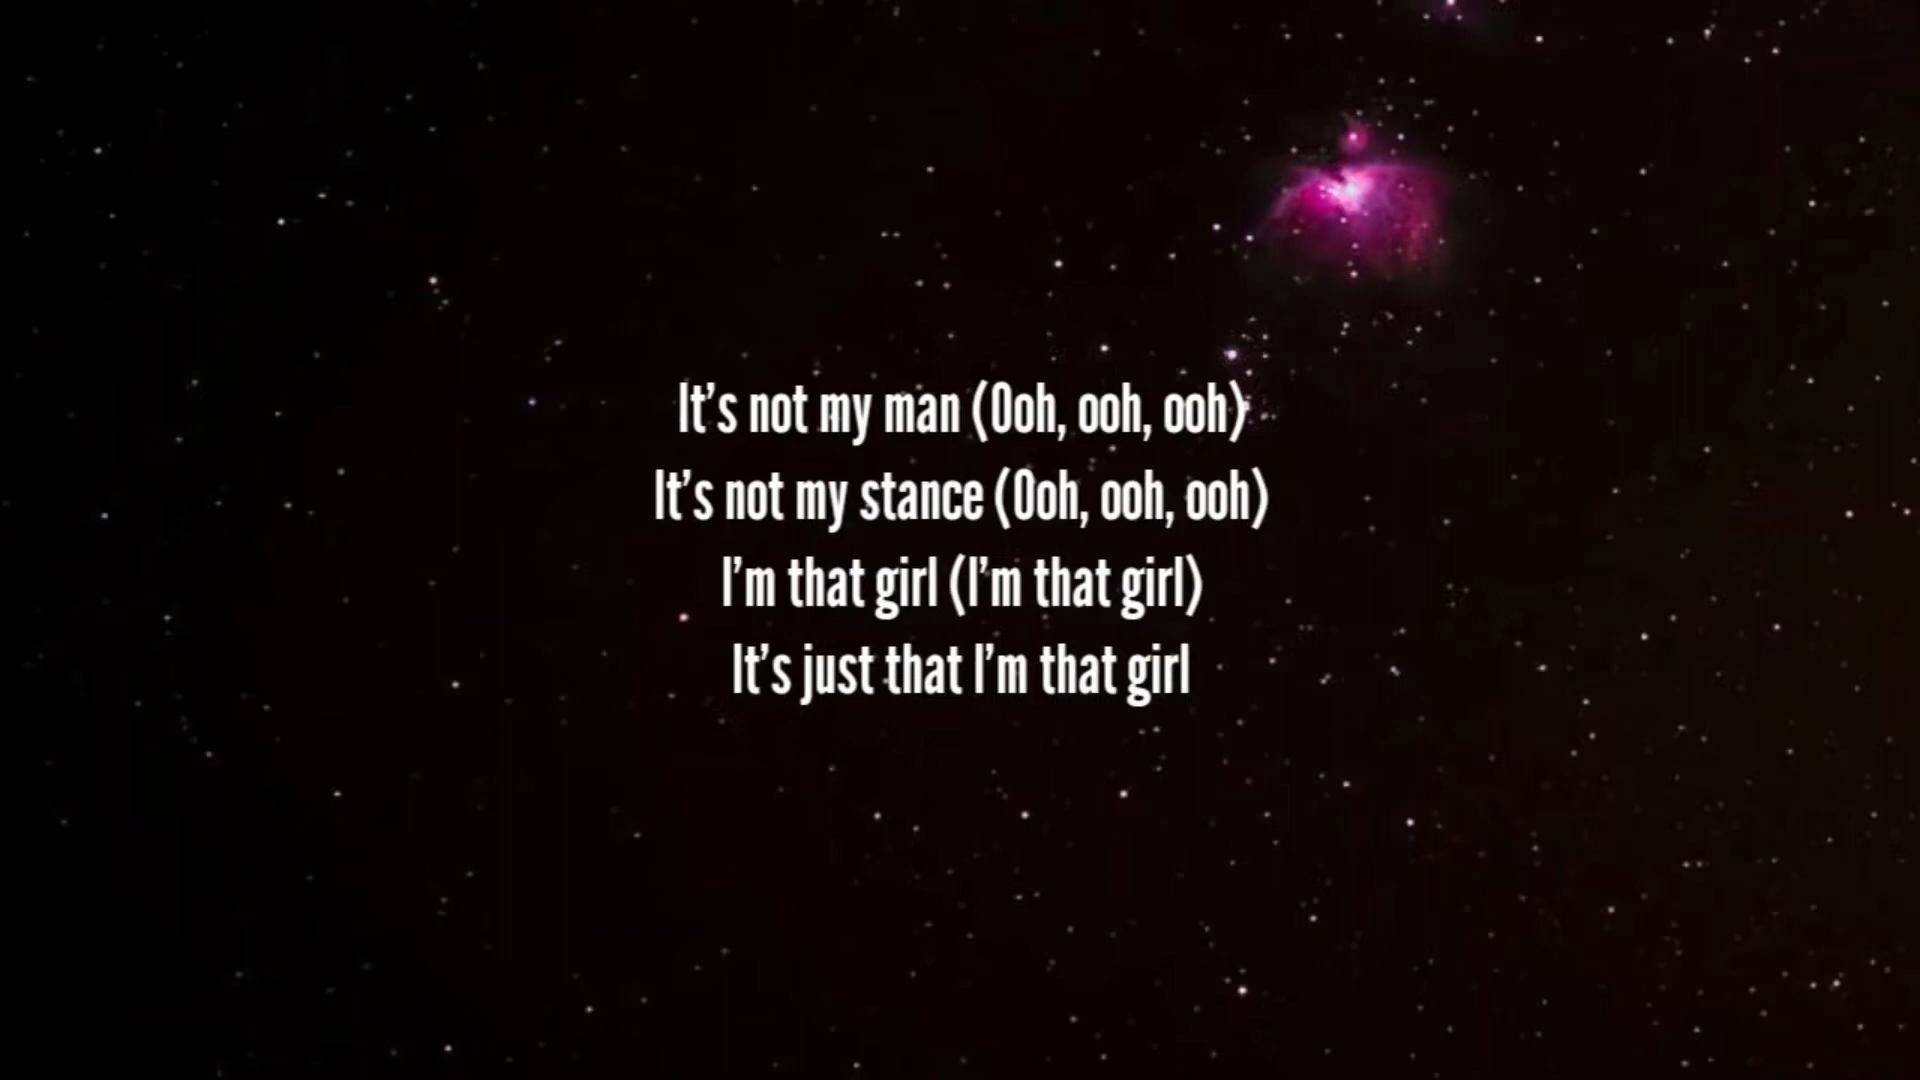 It’s not my man (Ooh, ooh, ooh)
It’s not my stance (Ooh, ooh, ooh)
I’m that girl (I’m that girl)
It’s just that I’m that girl